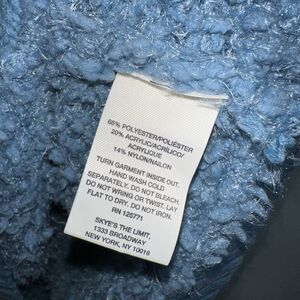 66% POLYESTER/POLIÉSTER
20% ACRYLIC/ACRÍLICO/
ACRYLIQUE
14% NYLON/NAILON
TURN GARMENT INSIDE OUT.
HAND WASH COLD
SEPARATELY. DO NOT BLEACH.
DO NOT WRING OR TWIST. LAY
FLAT TO DRY. DO NOT IRON.
RN 125771
SKYE'S THE LIMIT.
1333 BROADWAY
NEW YORK, NY 10018